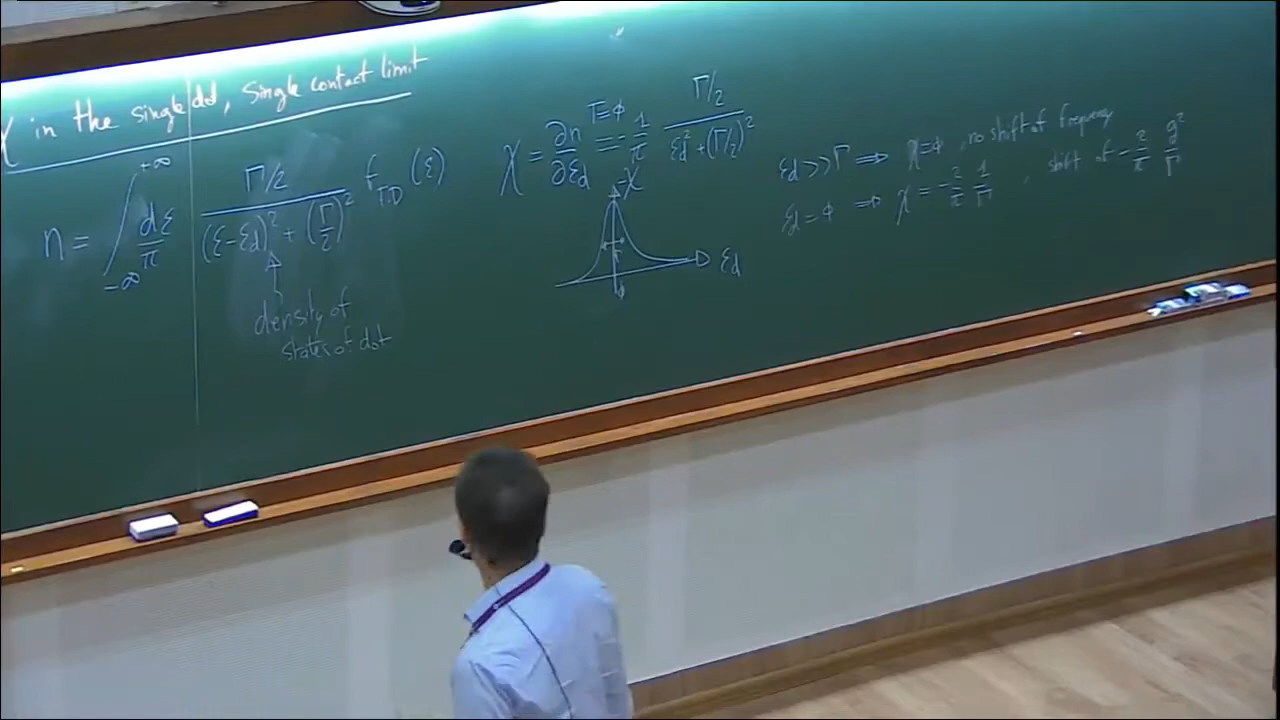 χ in the single dot, single contact limit
n = ∫_{-∞}^{+∞} dε/π (Γ/2)/((ε-εd)² + (Γ/2)²) f_FD(ε)
density of
states of dot
χ = ∂n/∂εd =^{T=ϕ} -1/π (Γ/2)/(εd² + (Γ/2)²)
-χ
Γ
εd
εd >> Γ ⇒ χ=ϕ, no shift of frequency
εd = ϕ ⇒ χ = -2/π 1/Γ, shift of -2/π g²/Γ